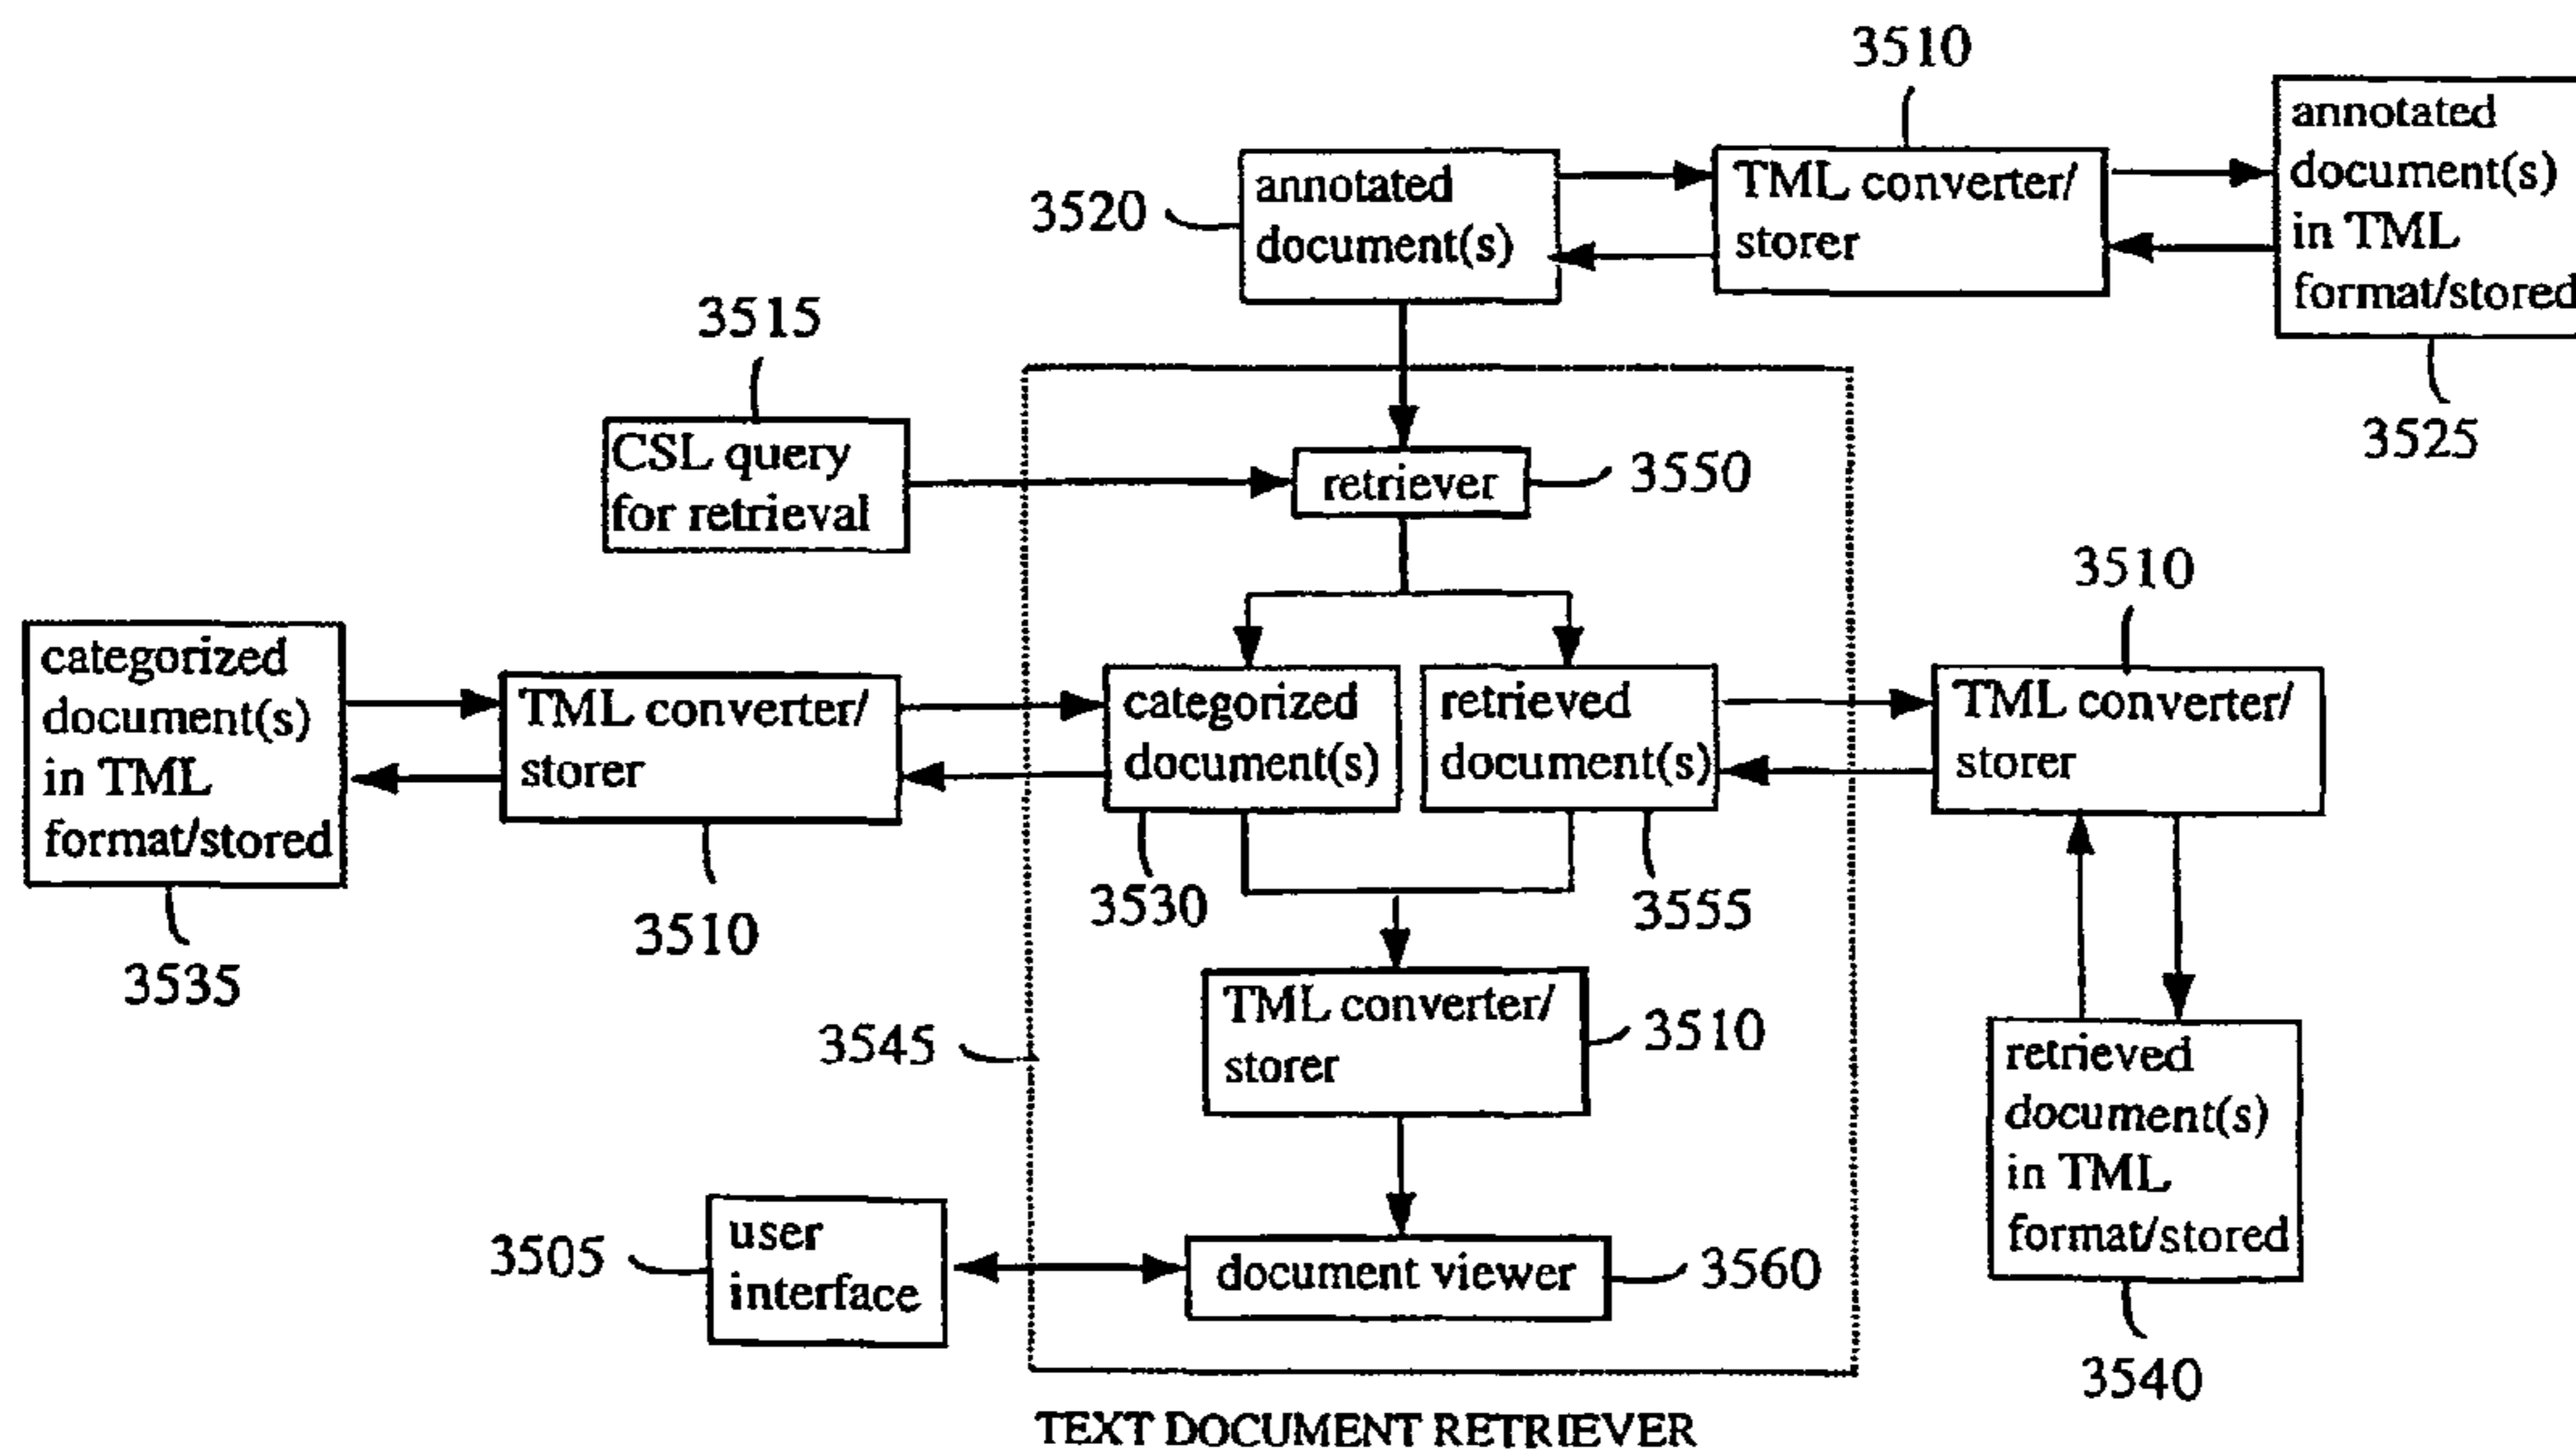 3510
annotated
document(s)
in TML
format/stored
3525
3520
annotated
document(s)
TML converter/
storer
3515
CSL query
for retrieval
retriever
3550
3510
categorized
document(s)
in TML
format/stored
3535
TML converter/
storer
3510
categorized
document(s)
3530
retrieved
document(s)
3555
TML converter/
storer
3545
TML converter/
storer
3510
retrieved
document(s)
in TML
format/stored
3540
3505
user
interface
document viewer
3560
TEXT DOCUMENT RETRIEVER